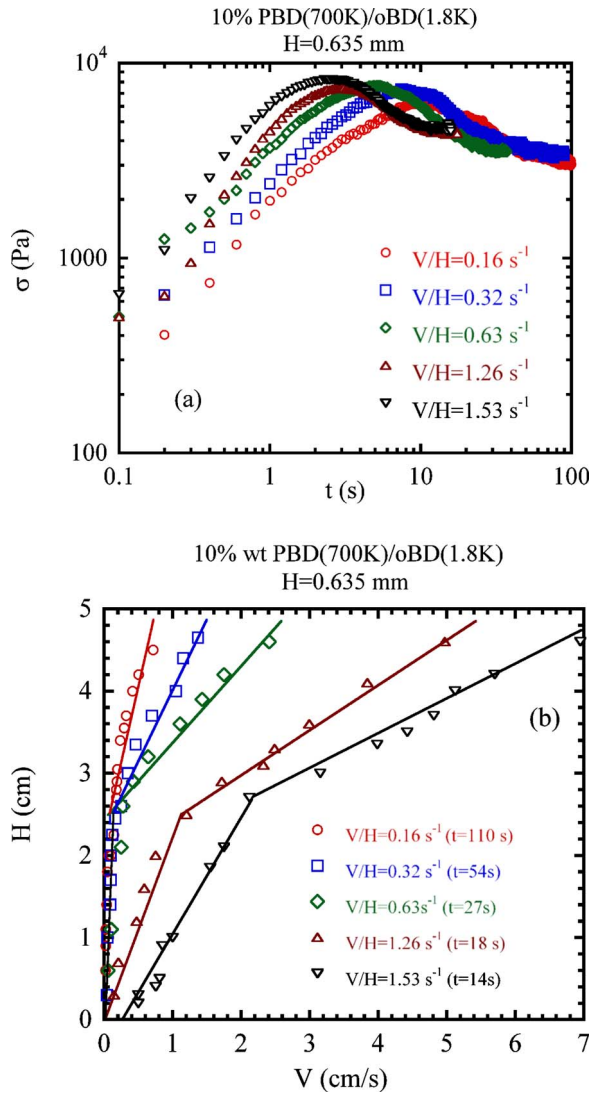 10% PBD(700K)/oBD(1.8K)
H=0.635 mm
10⁴
10⁴
1000
100
σ (Pa)
V/H=0.16 s⁻¹
V/H=0.32 s⁻¹
V/H=0.63 s⁻¹
V/H=1.26 s⁻¹
V/H=1.53 s⁻¹
(a)
0.1 1 10 100
t (s)
10% wt PBD(700K)/oBD(1.8K)
H=0.635 mm
5
4
3
2
1
0
H (cm)
(b)
V/H=0.16 s⁻¹ (t=110 s)
V/H=0.32 s⁻¹ (t=54s)
V/H=0.63s⁻¹ (t=27s)
V/H=1.26 s⁻¹ (t=18 s)
V/H=1.53 s⁻¹ (t=14s)
0 1 2 3 4 5 6 7
V (cm/s)